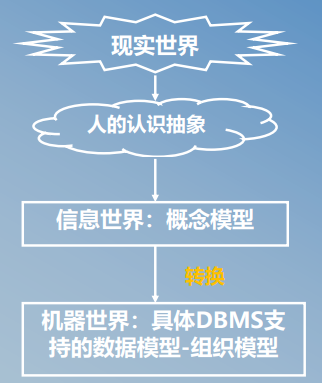 现实世界
人的认识抽象
信息世界：概念模型
转换
机器世界：具体DBMS支
持的数据模型-组织模型